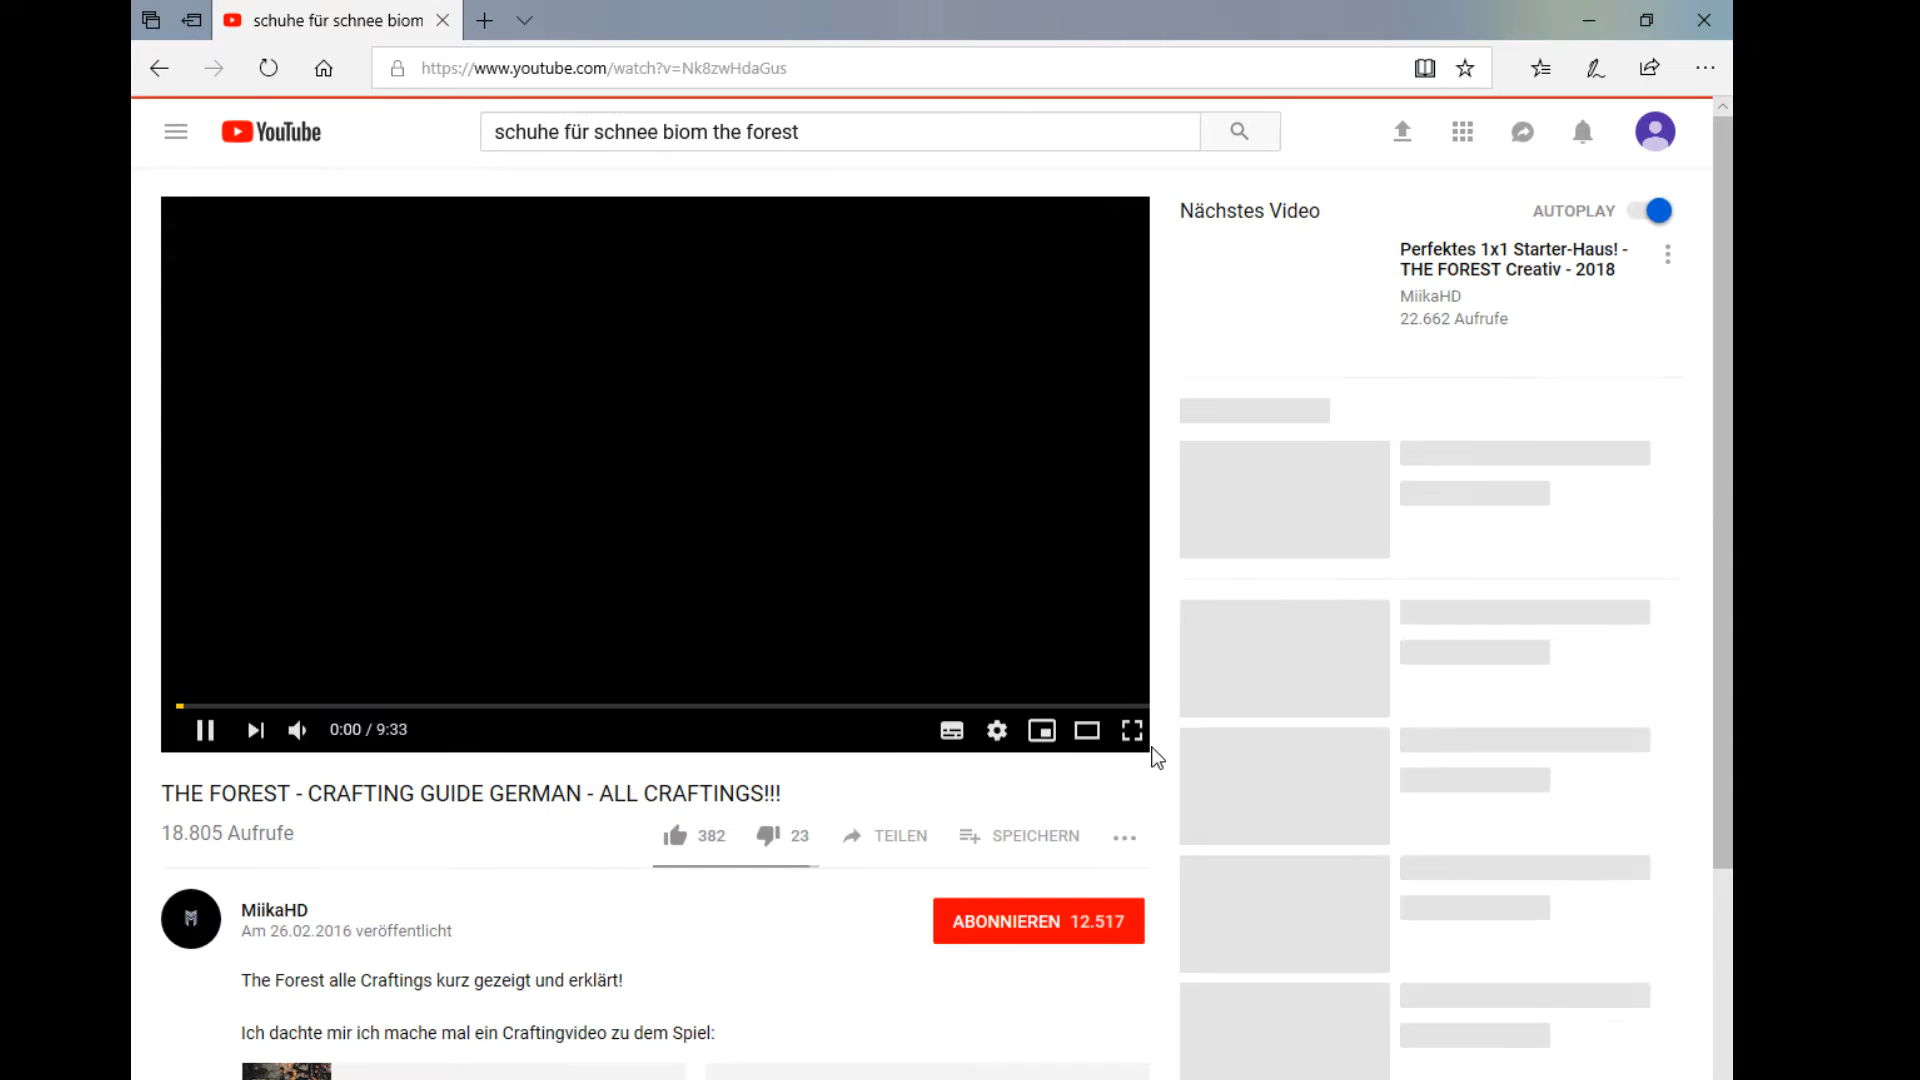 schuhe für schnee biom
https://www.youtube.com/watch?v=Nk8zwHdaGus
YouTube
schuhe für schnee biom the forest
Nächstes Video
AUTOPLAY
Perfektes 1x1 Starter-Haus! -
THE FOREST Creativ - 2018
MiikaHD
22.662 Aufrufe
0:00 / 9:33
THE FOREST - CRAFTING GUIDE GERMAN - ALL CRAFTINGS!!!
18.805 Aufrufe
382
23
TEILEN
SPEICHERN
MiikaHD
Am 26.02.2016 veröffentlicht
ABONNIEREN 12.517
The Forest alle Craftings kurz gezeigt und erklärt!
Ich dachte mir ich mache mal ein Craftingvideo zu dem Spiel: